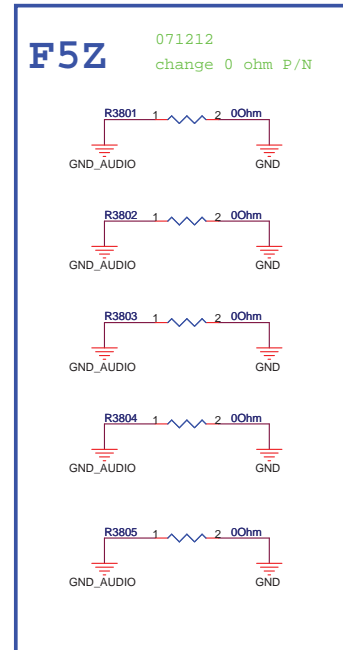 F5Z
071212
change 0 ohm P/N
R3801 1 2 0Ohm
GND_AUDIO GND
R3802 1 2 0Ohm
GND_AUDIO GND
R3803 1 2 0Ohm
GND_AUDIO GND
R3804 1 2 0Ohm
GND_AUDIO GND
R3805 1 2 0Ohm
GND_AUDIO GND